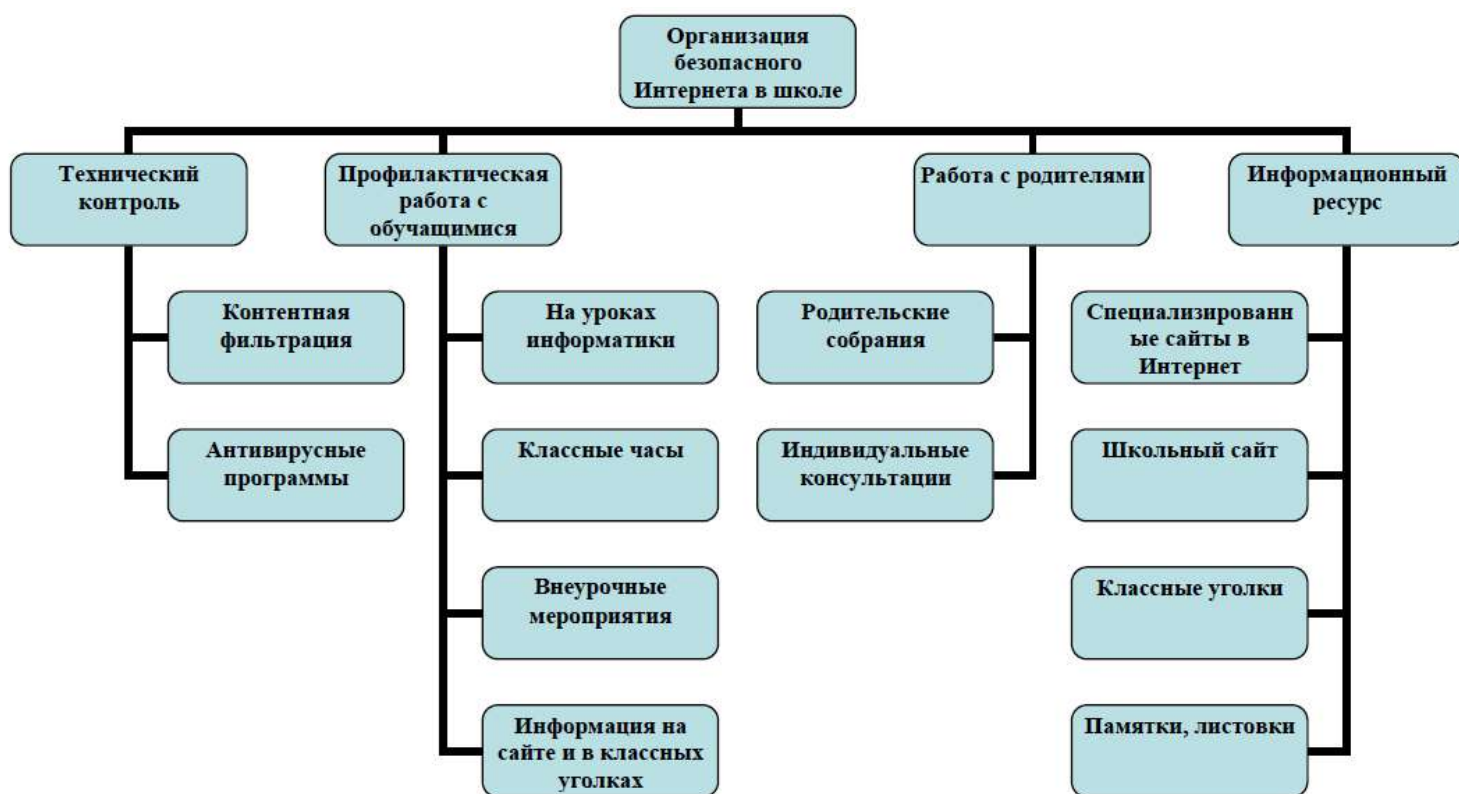 Организация
безопасного
Интернета в школе
Технический
контроль
Профилактическая
работа с
обучащимися
Работа с родителями
Информационный
ресурс
Контентная
фильтрация
На уроках
информатики
Родительские
собрания
Специализированн
ые сайты в
Интернет
Антивирусные
программы
Классные часы
Индивидуальные
консультации
Школьный сайт
Внеурочные
мероприятия
Классные уголки
Информация на
сайте и в классных
уголках
Памятки, листовки